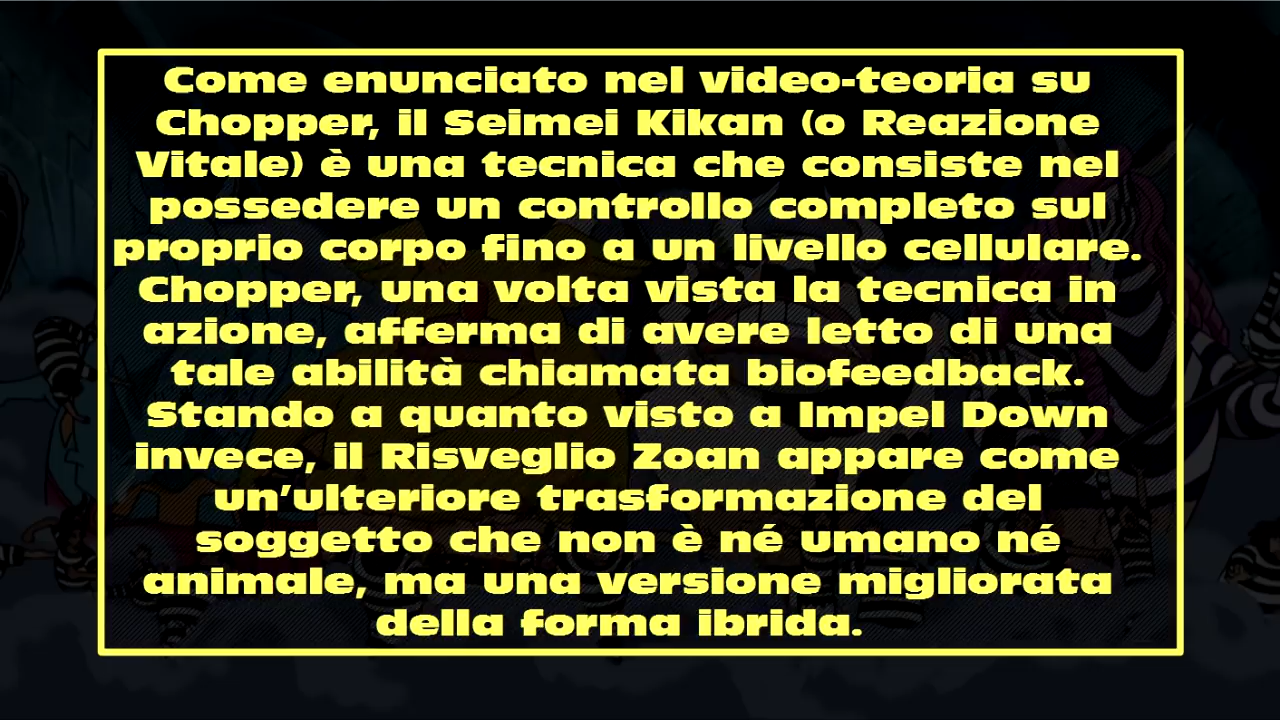 Come enunciato nel video-teoria su
Chopper, il Seimei Kikan (o Reazione
Vitale) è una tecnica che consiste nel
possedere un controllo completo sul
proprio corpo fino a un livello cellulare.
Chopper, una volta vista la tecnica in
azione, afferma di avere letto di una
tale abilità chiamata biofeedback.
Stando a quanto visto a Impel Down
invece, il Risveglio Zoan appare come
un'ulteriore trasformazione del
soggetto che non è né umano né
animale, ma una versione migliorata
della forma ibrida.